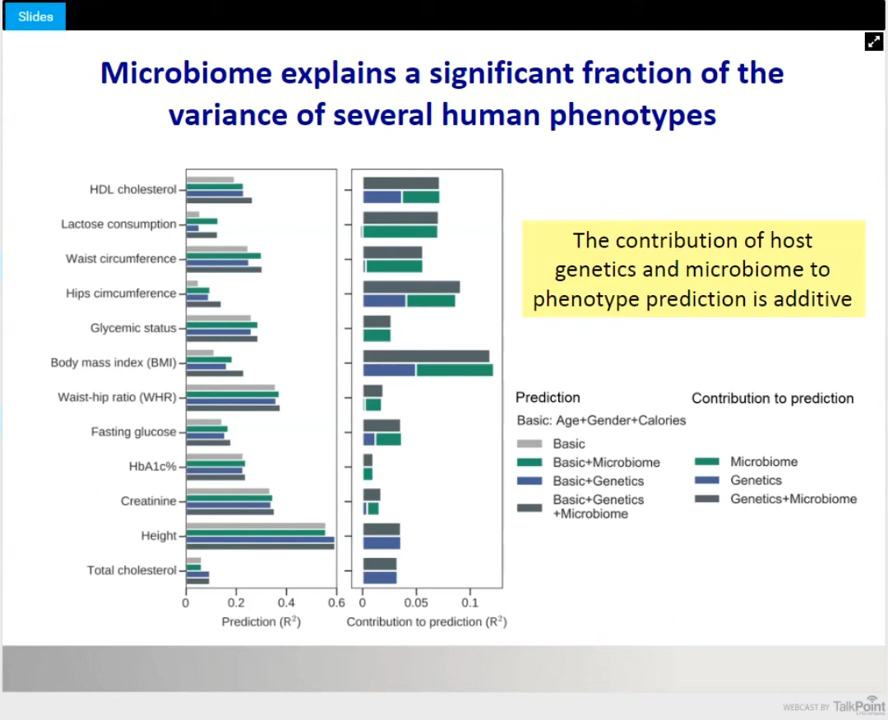 Slides
Microbiome explains a significant fraction of the
variance of several human phenotypes
HDL cholesterol
Lactose consumption
Waist circumference
Hips cimcumference
Glycemic status
Body mass index (BMI)
Waist-hip ratio (WHR)
Fasting glucose
HbA1c%
Creatinine
Height
Total cholesterol
0 0.2 0.4 0.6
Prediction (R²)
0 0.05 0.1
Contribution to prediction (R²)
The contribution of host
genetics and microbiome to
phenotype prediction is additive
Prediction
Basic: Age+Gender+Calories
Basic
Basic+Microbiome
Basic+Genetics
Basic+Genetics
+Microbiome
Contribution to prediction
Microbiome
Genetics
Genetics+Microbiome
WEBCAST BY TalkPoint